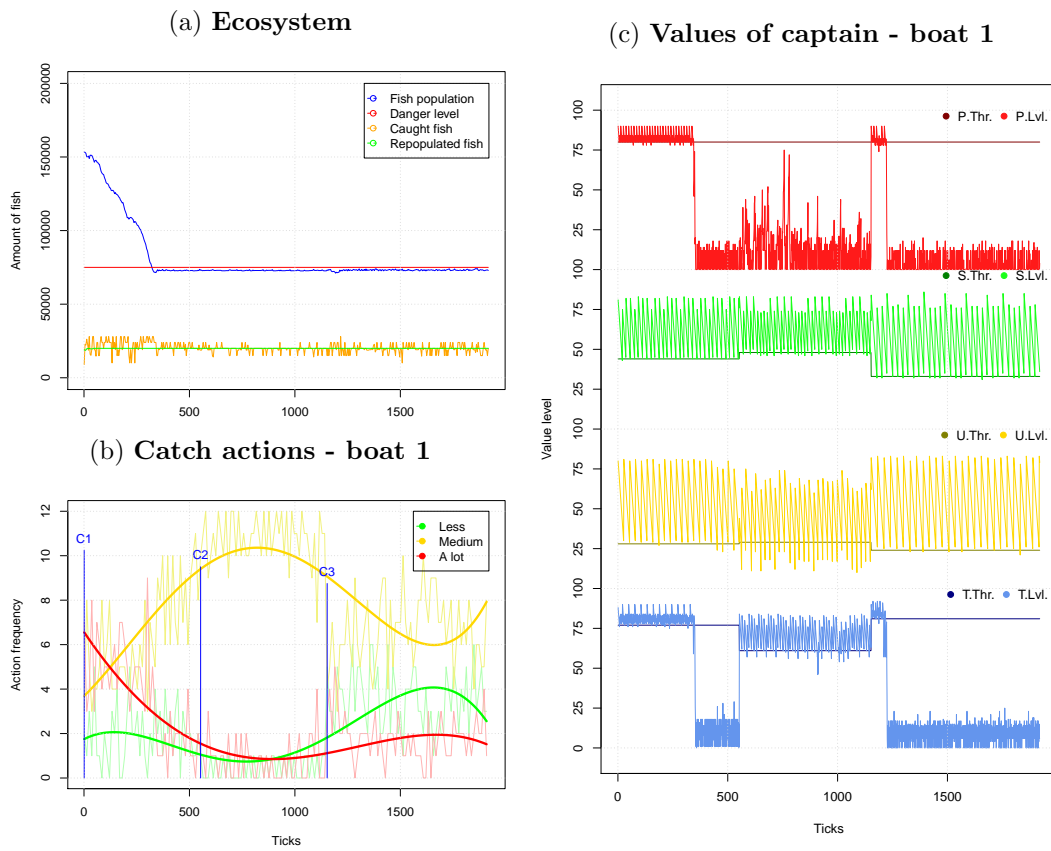 (a) Ecosystem
Amount of fish
200000
150000
100000
50000
0
Fish population
Danger level
Caught fish
Repopulated fish
0 500 1000 1500
(b) Catch actions - boat 1
Action frequency
12
10
8
6
4
2
0
C1
C2
C3
Less
Medium
A lot
0 500 1000 1500
Ticks
(c) Values of captain - boat 1
Value level
100
75
50
25
P.Thr. P.Lvl.
100
75
50
25
S.Thr. S.Lvl.
100
75
50
25
U.Thr. U.Lvl.
100
75
50
25
0
T.Thr. T.Lvl.
0 500 1000 1500
Ticks